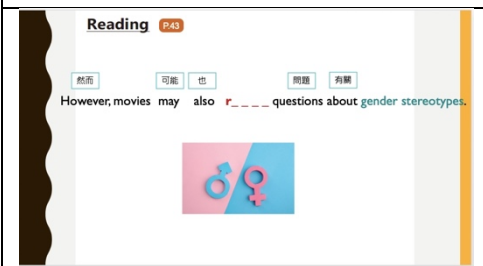 Reading P.43
然而 可能 也 問題 有關
However, movies may also r_ _ _ _ questions about gender stereotypes.